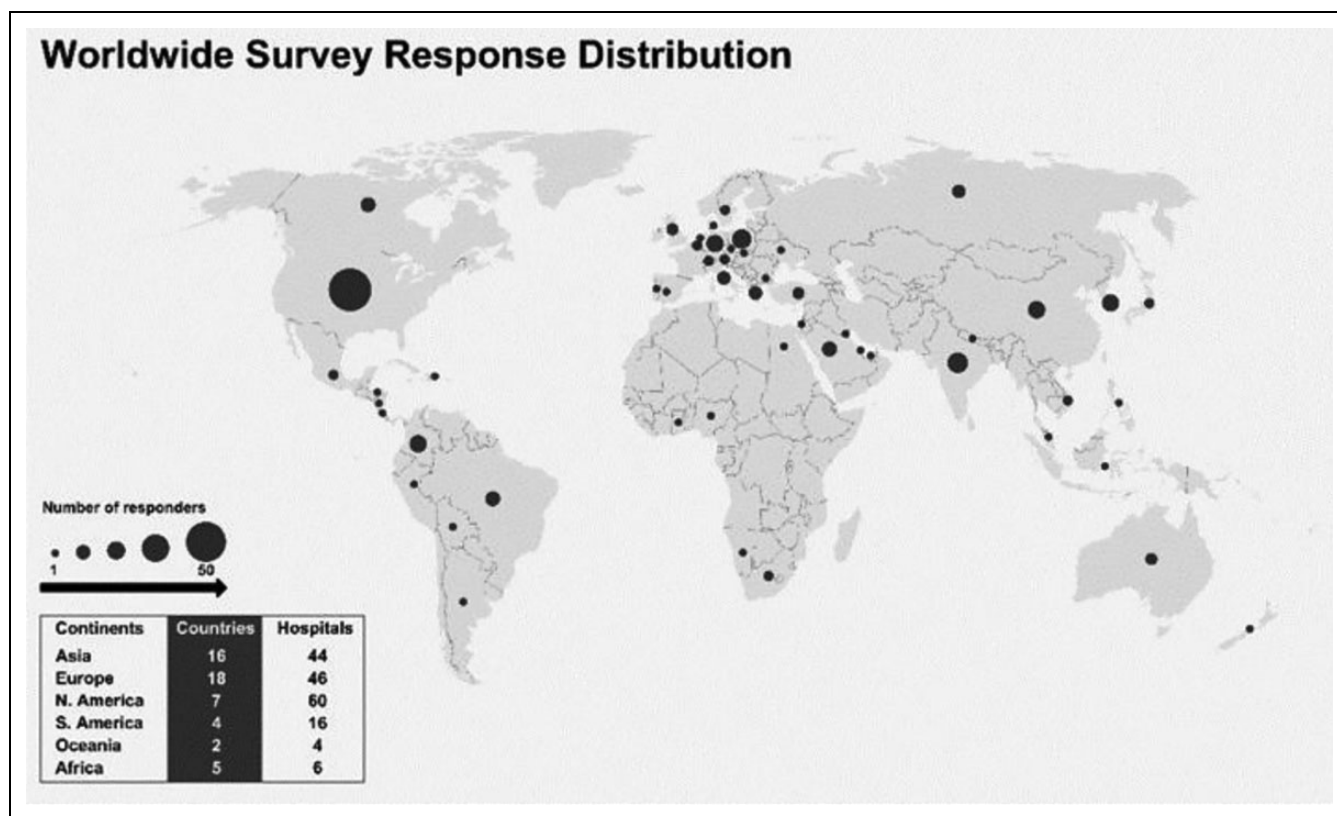 Worldwide Survey Response Distribution
Number of responders
1 50
Continents Countries Hospitals
Asia 16 44
Europe 18 46
N. America 7 60
S. America 4 16
Oceania 2 4
Africa 5 6